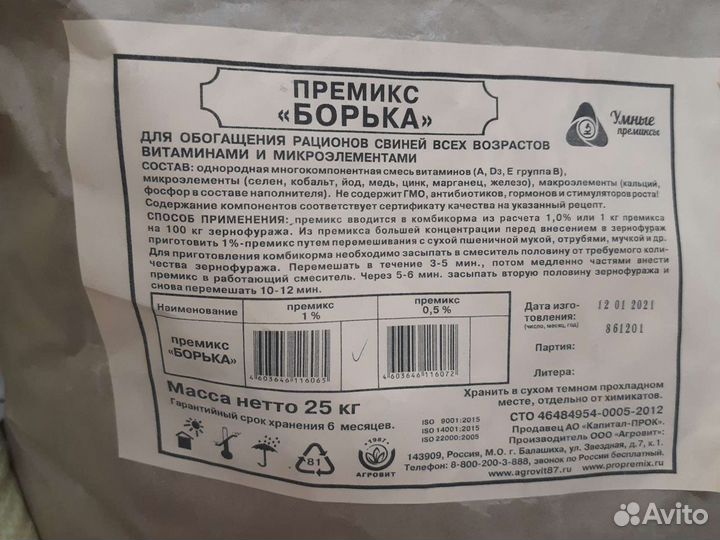 ПРЕМИКС
«БОРЬКА»
Умные
премиксы
ДЛЯ ОБОГАЩЕНИЯ РАЦИОНОВ СВИНЕЙ ВСЕХ ВОЗРАСТОВ
ВИТАМИНАМИ И МИКРОЭЛЕМЕНТАМИ
СОСТАВ: однородная многокомпонентная смесь витаминов (A, D3, E группа B),
микроэлементы (селен, кобальт, йод, медь, цинк, марганец, железо), макроэлементы (кальций,
фосфор в составе наполнителя). Не содержит ГМО, антибиотиков, гормонов и стимуляторов роста!
Содержание компонентов соответствует сертификату качества на указанный рецепт.
СПОСОБ ПРИМЕНЕНИЯ: премикс вводится в комбикорма из расчета 1,0% или 1 кг премикса
на 100 кг зернофуража. Из премикса большей концентрации перед внесением в зернофураж
приготовить 1%-премикс путем перемешивания с сухой пшеничной мукой, отрубями, мучкой и др.
Для приготовления комбикорма необходимо засыпать в смеситель половину от требуемого коли-
чества зернофуража. Перемешать в течение 3-5 мин., потом медленно частями внести
премикс в работающий смеситель. Через 5-6 мин. засыпать вторую половину зернофуража и
снова перемешать 10-12 мин.
Наименование
премикс
1%
премикс
0,5%
премикс
«БОРЬКА»
4603646116065
4603646116072
Дата изго-
товления:
(число, месяц, год)
12 01 2021
861201
Партия:
Литера:
Масса нетто 25 кг
Гарантийный срок хранения 6 месяцев.
Хранить в сухом темном прохладном
месте, отдельно от химикатов.
ISO 9001:2015
ISO 14001:2015
ISO 22000:2005
СТО 46484954-0005-2012
Продавец АО «Капитал-ПРОК».
Производитель ООО «Агровит».
143909, Россия, М.О. г. Балашиха, ул. Звездная, д.7, к.1.
Телефон: 8-800-200-3-888, звонок по России бесплатный.
www.agrovit87.ru, www.propremix.ru
81
1987
АГРОВИТ
Avito